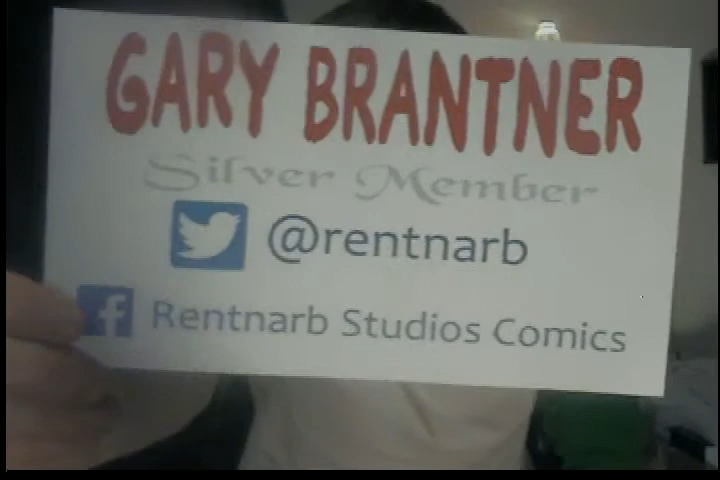 GARY BRANTNER
Silver Member
@rentnarb
f Rentnarb Studios Comics